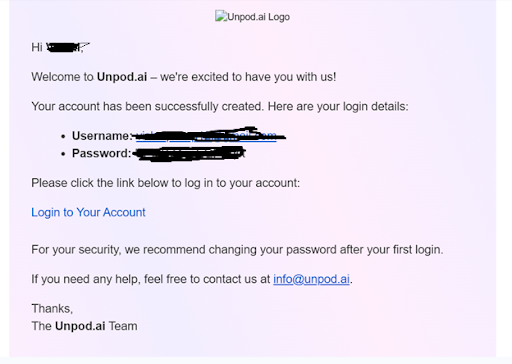 Unpod.ai Logo
Hi
Welcome to Unpod.ai – we're excited to have you with us!
Your account has been successfully created. Here are your login details:
• Username:
• Password:
Please click the link below to log in to your account:
Login to Your Account
For your security, we recommend changing your password after your first login.
If you need any help, feel free to contact us at info@unpod.ai.
Thanks,
The Unpod.ai Team